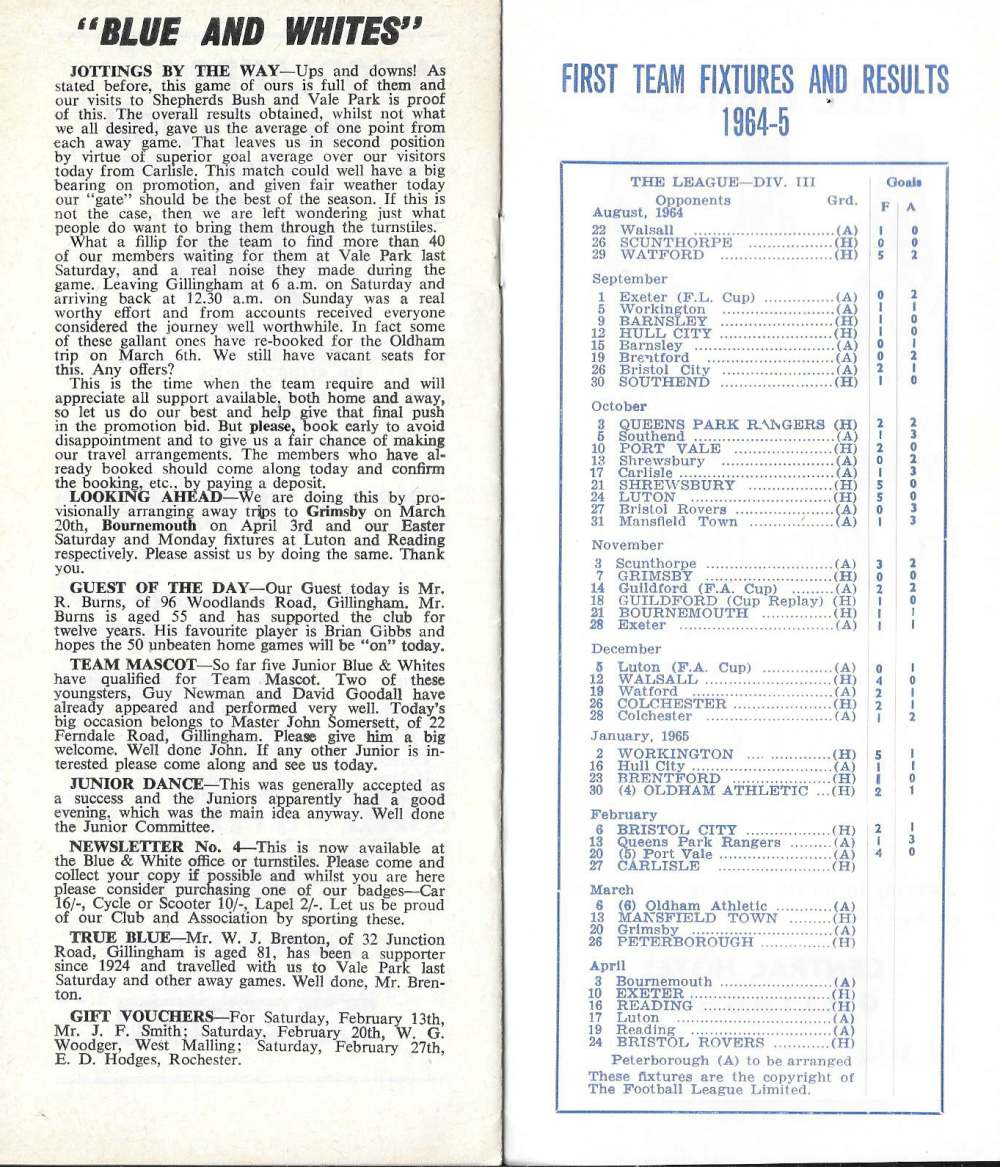 "BLUE AND WHITES"
JOTTINGS BY THE WAY—Ups and downs! As
stated before, this game of ours is full of them and
our visits to Shepherds Bush and Vale Park is proof
of this. The overall results obtained, whilst not what
we all desired, gave us the average of one point from
each away game. That leaves us in second position
by virtue of superior goal average over our visitors
today from Carlisle. This match could well have a big
bearing on promotion, and given fair weather today
our "gate" should be the best of the season. If this is
not the case, then we are left wondering just what
people do want to bring them through the turnstiles.
What a fillip for the team to find more than 40
of our members waiting for them at Vale Park last
Saturday, and a real noise they made during the
game. Leaving Gillingham at 6 a.m. on Saturday and
arriving back at 12.30 a.m. on Sunday was a real
worthy effort and from accounts received everyone
considered the journey well worthwhile. In fact some
of these gallant ones have re-booked for the Oldham
trip on March 6th. We still have vacant seats for
this. Any offers?
This is the time when the team require and will
appreciate all support available, both home and away,
so let us do our best and help give that final push
in the promotion bid. But please, book early to avoid
disappointment and to give us a fair chance of making
our travel arrangements. The members who have al-
ready booked should come along today and confirm
the booking, etc., by paying a deposit.
LOOKING AHEAD—We are doing this by pro-
visionally arranging away trips to Grimsby on March
20th, Bournemouth on April 3rd and our Easter
Saturday and Monday fixtures at Luton and Reading
respectively. Please assist us by doing the same. Thank
you.
GUEST OF THE DAY—Our Guest today is Mr.
R. Burns, of 96 Woodlands Road, Gillingham. Mr.
Burns is aged 55 and has supported the club for
twelve years. His favourite player is Brian Gibbs and
hopes the 50 unbeaten home games will be "on" today.
TEAM MASCOT—So far five Junior Blue & Whites
have qualified for Team Mascot. Two of these
youngsters, Guy Newman and David Goodall have
already appeared and performed very well. Today's
big occasion belongs to Master John Somersett, of 22
Ferndale Road, Gillingham. Please give him a big
welcome. Well done John. If any other Junior is in-
terested please come along and see us today.
JUNIOR DANCE—This was generally accepted as
a success and the Juniors apparently had a good
evening, which was the main idea anyway. Well done
the Junior Committee.
NEWSLETTER No. 4—This is now available at
the Blue & White office or turnstiles. Please come and
collect your copy if possible and whilst you are here
please consider purchasing one of our badges—Car
16/-, Cycle or Scooter 10/-, Lapel 2/-. Let us be proud
of our Club and Association by sporting these.
TRUE BLUE—Mr. W. J. Brenton, of 32 Junction
Road, Gillingham is aged 81, has been a supporter
since 1924 and travelled with us to Vale Park last
Saturday and other away games. Well done, Mr. Bren-
ton.
GIFT VOUCHERS—For Saturday, February 13th,
Mr. J. F. Smith; Saturday, February 20th, W. G.
Woodger, West Malling; Saturday, February 27th,
E. D. Hodges, Rochester.
FIRST TEAM FIXTURES AND RESULTS
1964-5
THE LEAGUE—DIV. III Goals
Opponents Grd. F A
August, 1964
22 Walsall (A) 1 0
26 SCUNTHORPE (H) 0 0
29 WATFORD (H) 5 2
September
1 Exeter (F.L. Cup) (A) 0 2
5 Workington (A) 1 1
9 BARNSLEY (H) 1 0
12 HULL CITY (H) 1 0
15 Barnsley (A) 0 1
19 Brentford (A) 0 2
26 Bristol City (A) 2 1
30 SOUTHEND (H) 1 0
October
3 QUEENS PARK RANGERS (H) 2 2
5 Southend (A) 1 3
10 PORT VALE (H) 2 0
13 Shrewsbury (A) 0 2
17 Carlisle (A) 1 3
21 SHREWSBURY (H) 5 0
24 LUTON (H) 5 0
27 Bristol Rovers (A) 0 3
31 Mansfield Town (A) 1 3
November
3 Scunthorpe (A) 3 2
7 GRIMSBY (H) 0 0
14 Guildford (F.A. Cup) (A) 2 2
18 GUILDFORD (Cup Replay) (H) 1 0
21 BOURNEMOUTH (H) 1 1
28 Exeter (A) 1 1
December
5 Luton (F.A. Cup) (A) 0 1
12 WALSALL (H) 4 0
19 Watford (A) 2 1
26 COLCHESTER (H) 2 1
28 Colchester (A) 1 2
January, 1965
2 WORKINGTON (H) 5 1
16 Hull City (A) 1 1
23 BRENTFORD (H) 1 0
30 (4) OLDHAM ATHLETIC (H) 2 1
February
6 BRISTOL CITY (H) 2 1
13 Queens Park Rangers (A) 1 3
20 (5) Port Vale (A) 4 0
27 CARLISLE (H)
March
6 (6) Oldham Athletic (A)
13 MANSFIELD TOWN (H)
20 Grimsby (A)
26 PETERBOROUGH (H)
April
3 Bournemouth (A)
10 EXETER (H)
16 READING (H)
17 Luton (A)
19 Reading (A)
24 BRISTOL ROVERS (H)
Peterborough (A) to be arranged
These fixtures are the copyright of
The Football League Limited.